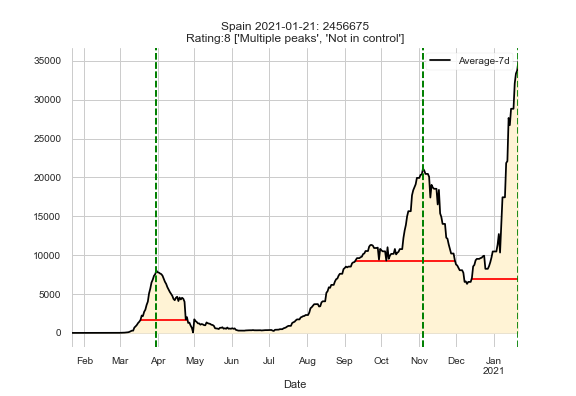 Spain 2021-01-21: 2456675
Rating:8 ['Multiple peaks', 'Not in control']
Average-7d
35000
30000
25000
20000
15000
10000
5000
0
Feb Mar Apr May Jun Jul Aug Sep Oct Nov Dec Jan
2021
Date